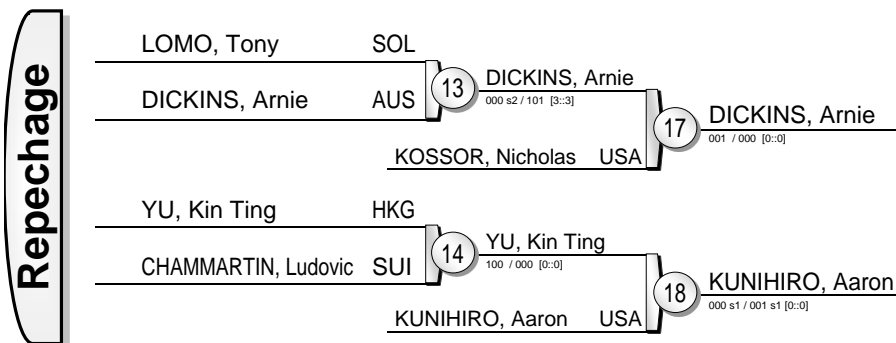 Repechage
LOMO, Tony SOL
DICKINS, Arnie AUS
13
DICKINS, Arnie
000 s2 / 101 [3::3]
KOSSOR, Nicholas USA
17
DICKINS, Arnie
001 / 000 [0::0]
YU, Kin Ting HKG
CHAMMARTIN, Ludovic SUI
14
YU, Kin Ting
100 / 000 [0::0]
KUNIHIRO, Aaron USA
18
KUNIHIRO, Aaron
000 s1 / 001 s1 [0::0]